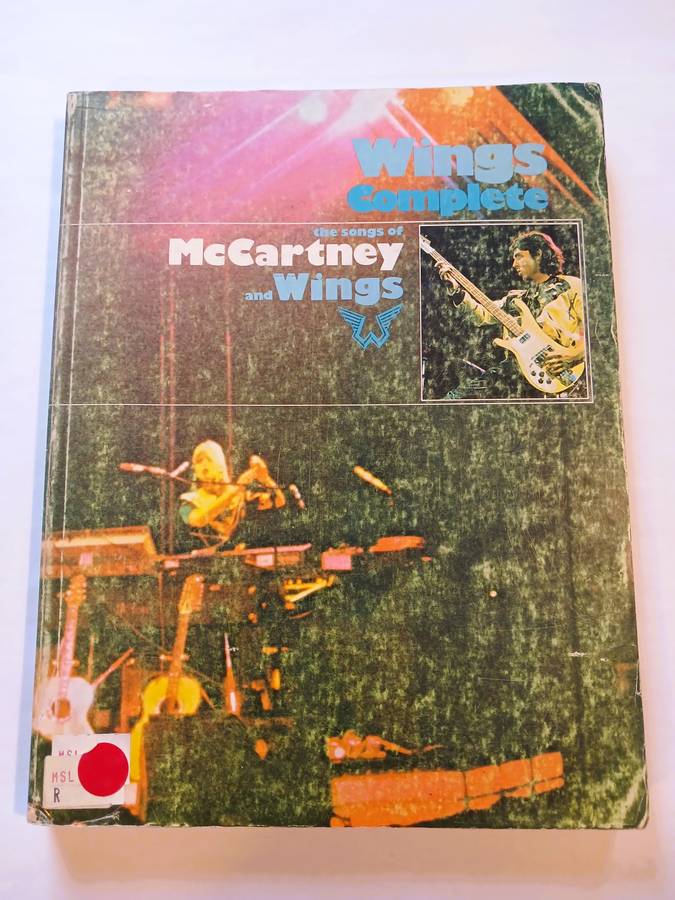 Wings
Complete
the songs of
McCartney
and Wings
W
MSL
MSL
R